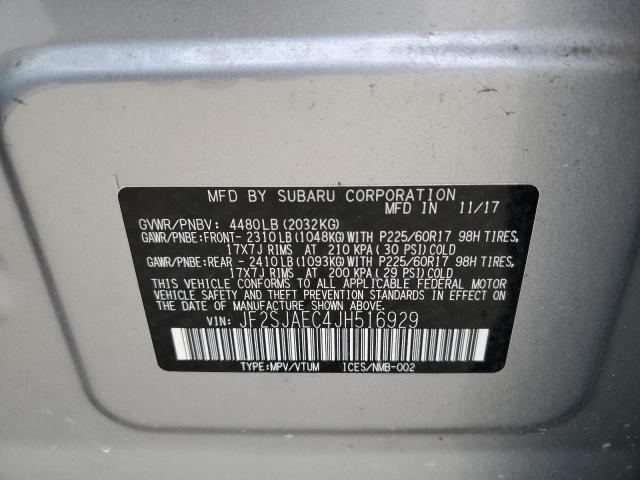 MFD BY SUBARU CORPORATION
MFD IN 11/17
GVWR/PNBV: 4480LB(2032KG)
GAWR/PNBE:FRONT- 2310LB(1048KG)WITH P225/60R17 98H TIRES,
17X7J RIMS AT 210 KPA(30 PSI)COLD
GAWR/PNBE:REAR - 2410LB(1093KG)WITH P225/60R17 98H TIRES,
17X7J RIMS AT 200 KPA(29 PSI)COLD
THIS VEHICLE CONFORMS TO ALL APPLICABLE FEDERAL MOTOR
VEHICLE SAFETY AND THEFT PREVENTION STANDARDS IN EFFECT ON
THE DATE OF MANUFACTURE SHOWN ABOVE.
VIN: JF2SJAEC4JH516929
TYPE:MPV/VTUM ICES/NMB-002